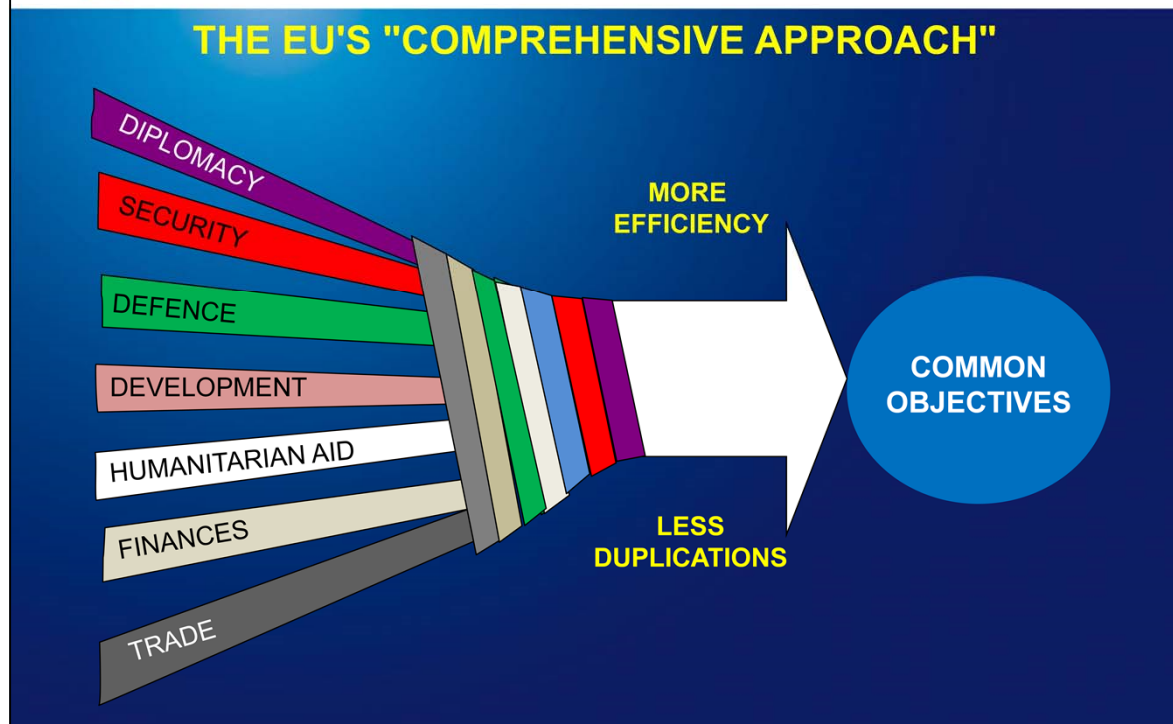 THE EU'S "COMPREHENSIVE APPROACH"
DIPLOMACY
SECURITY
DEFENCE
DEVELOPMENT
HUMANITARIAN AID
FINANCES
TRADE
MORE
EFFICIENCY
LESS
DUPLICATIONS
COMMON
OBJECTIVES